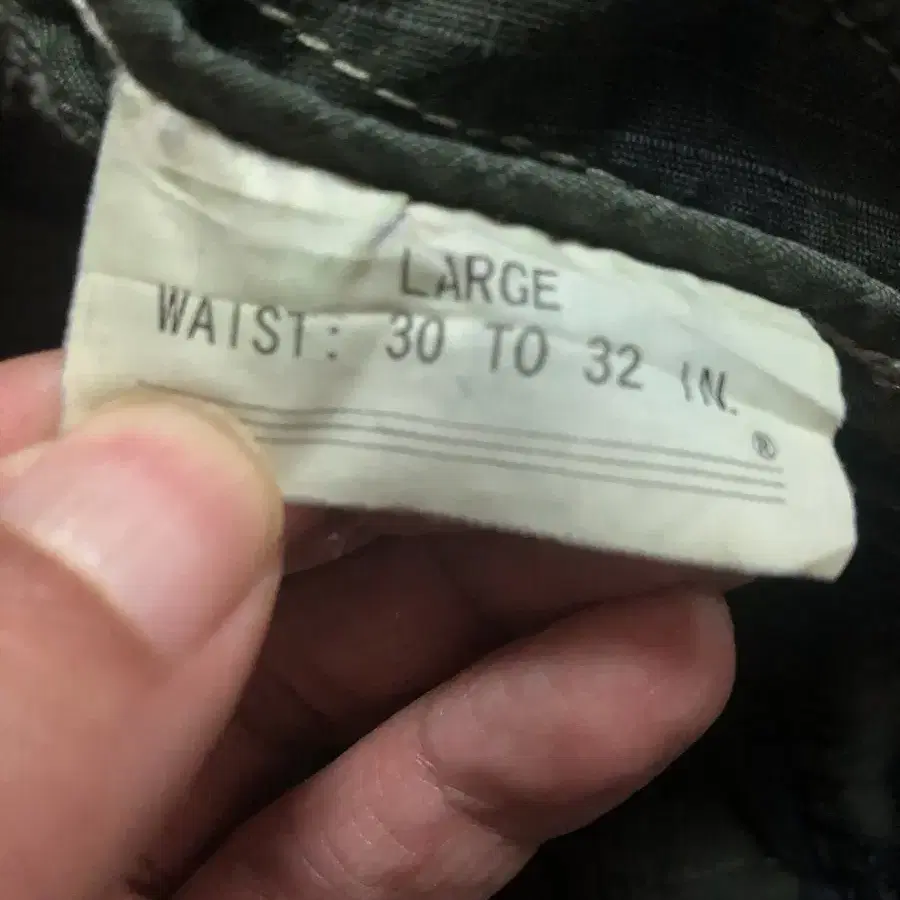 LARGE
WAIST: 30 TO 32 IN.
®